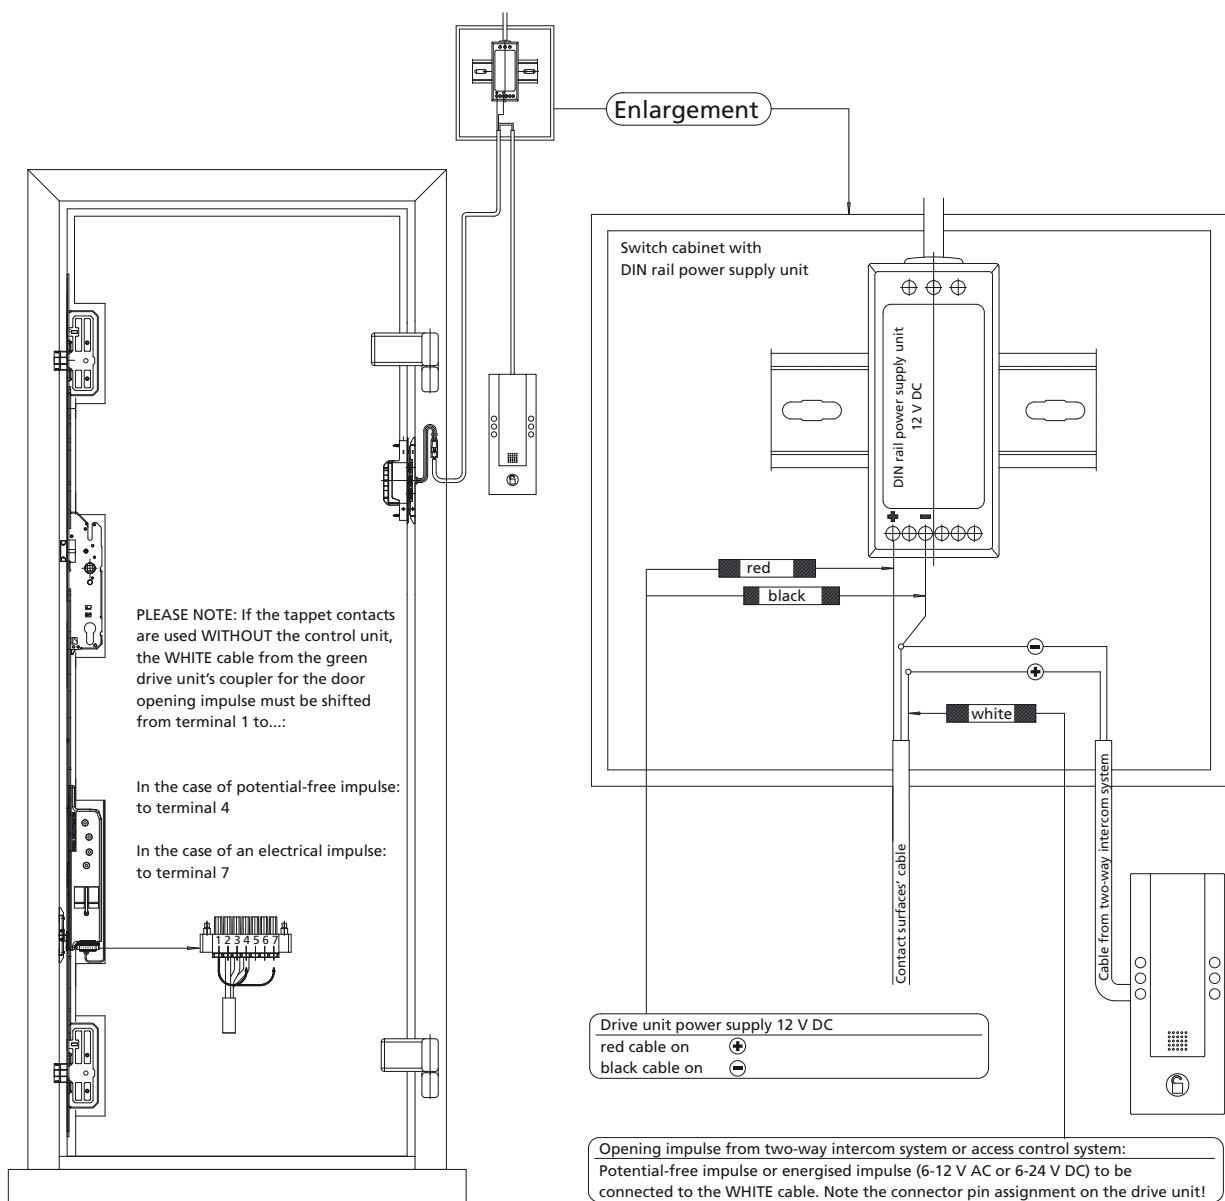 Enlargement
Switch cabinet with
DIN rail power supply unit
DIN rail power supply unit
12 V DC
red
black
PLEASE NOTE: If the tappet contacts
are used WITHOUT the control unit,
the WHITE cable from the green
drive unit's coupler for the door
opening impulse must be shifted
from terminal 1 to...:
In the case of potential-free impulse:
to terminal 4
In the case of an electrical impulse:
to terminal 7
1 2 3 4 5 6 7
white
Contact surfaces' cable
Cable from two-way intercom system
Drive unit power supply 12 V DC
red cable on +
black cable on −
Opening impulse from two-way intercom system or access control system:
Potential-free impulse or energised impulse (6-12 V AC or 6-24 V DC) to be
connected to the WHITE cable. Note the connector pin assignment on the drive unit!